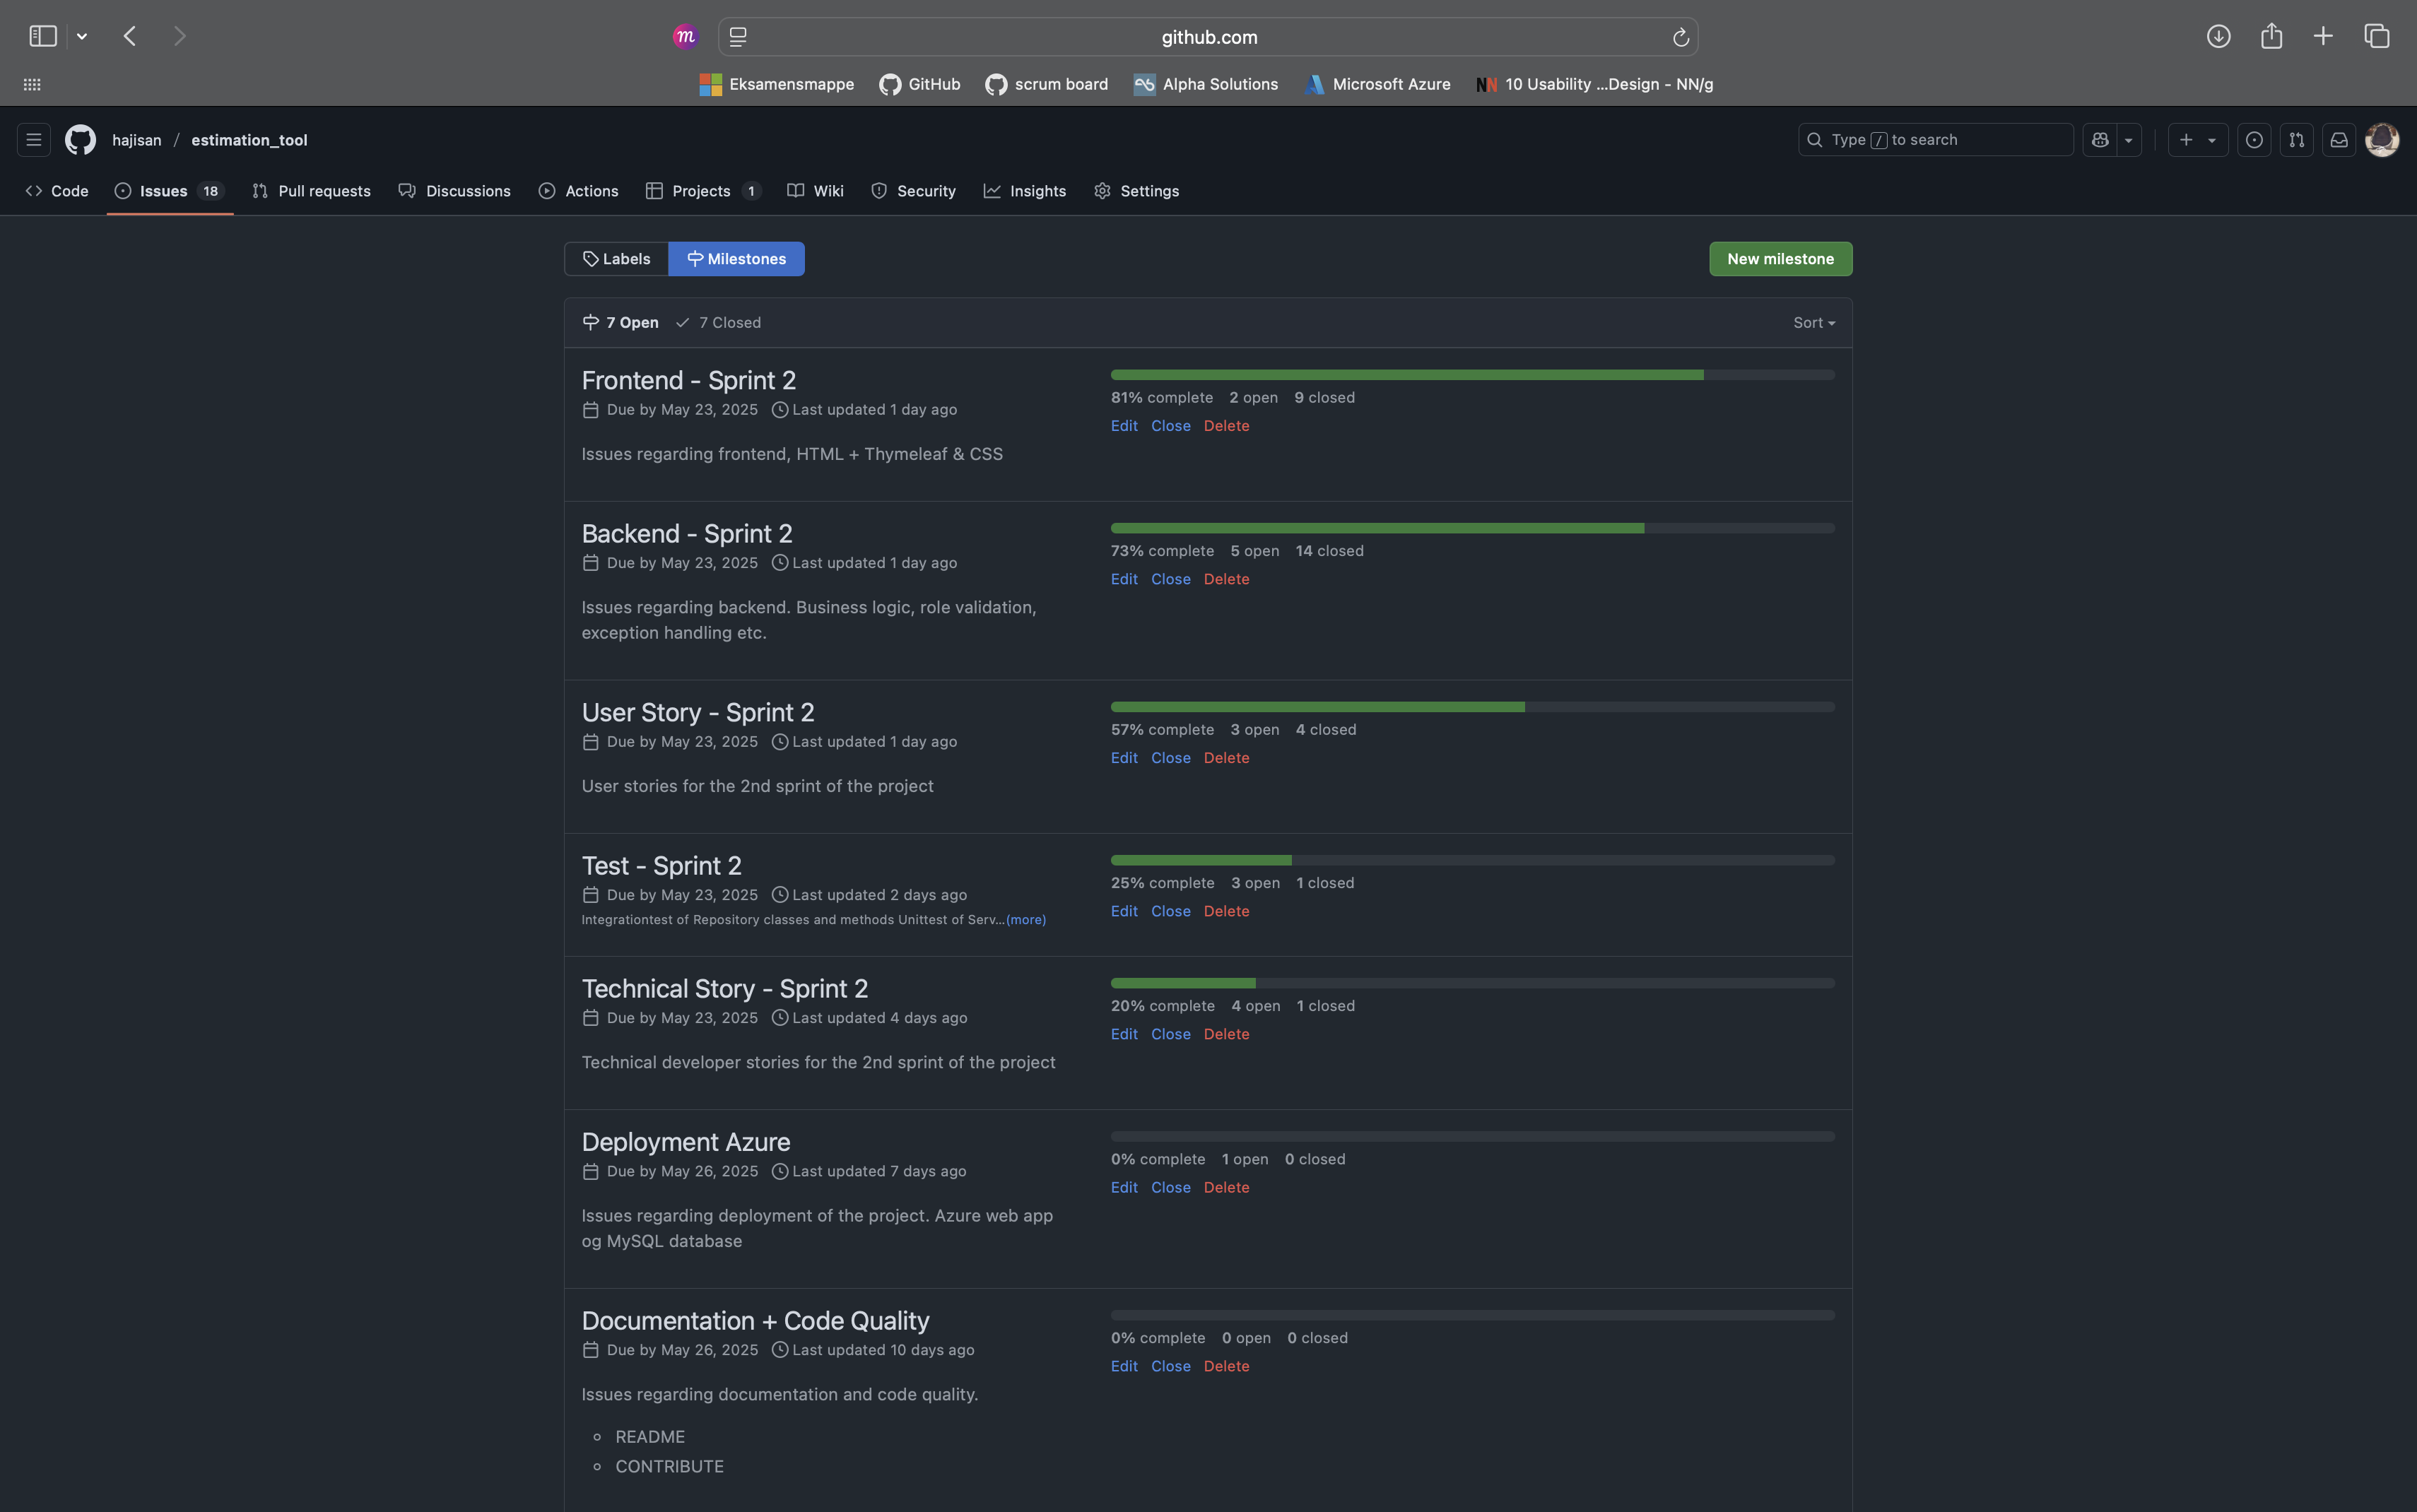 m
github.com
Eksamensmappe
GitHub
scrum board
Alpha Solutions
Microsoft Azure
NN 10 Usability ...Design - NN/g
hajisan / estimation_tool
Type / to search
Code
Issues 18
Pull requests
Discussions
Actions
Projects 1
Wiki
Security
Insights
Settings
Labels
Milestones
New milestone
7 Open
7 Closed
Sort
Frontend - Sprint 2
Due by May 23, 2025 Last updated 1 day ago
Issues regarding frontend, HTML + Thymeleaf & CSS
81% complete 2 open 9 closed
Edit Close Delete
Backend - Sprint 2
Due by May 23, 2025 Last updated 1 day ago
Issues regarding backend. Business logic, role validation,
exception handling etc.
73% complete 5 open 14 closed
Edit Close Delete
User Story - Sprint 2
Due by May 23, 2025 Last updated 1 day ago
User stories for the 2nd sprint of the project
57% complete 3 open 4 closed
Edit Close Delete
Test - Sprint 2
Due by May 23, 2025 Last updated 2 days ago
Integrationtest of Repository classes and methods Unittest of Serv...(more)
25% complete 3 open 1 closed
Edit Close Delete
Technical Story - Sprint 2
Due by May 23, 2025 Last updated 4 days ago
Technical developer stories for the 2nd sprint of the project
20% complete 4 open 1 closed
Edit Close Delete
Deployment Azure
Due by May 26, 2025 Last updated 7 days ago
Issues regarding deployment of the project. Azure web app
og MySQL database
0% complete 1 open 0 closed
Edit Close Delete
Documentation + Code Quality
Due by May 26, 2025 Last updated 10 days ago
Issues regarding documentation and code quality.
README
CONTRIBUTE
0% complete 0 open 0 closed
Edit Close Delete